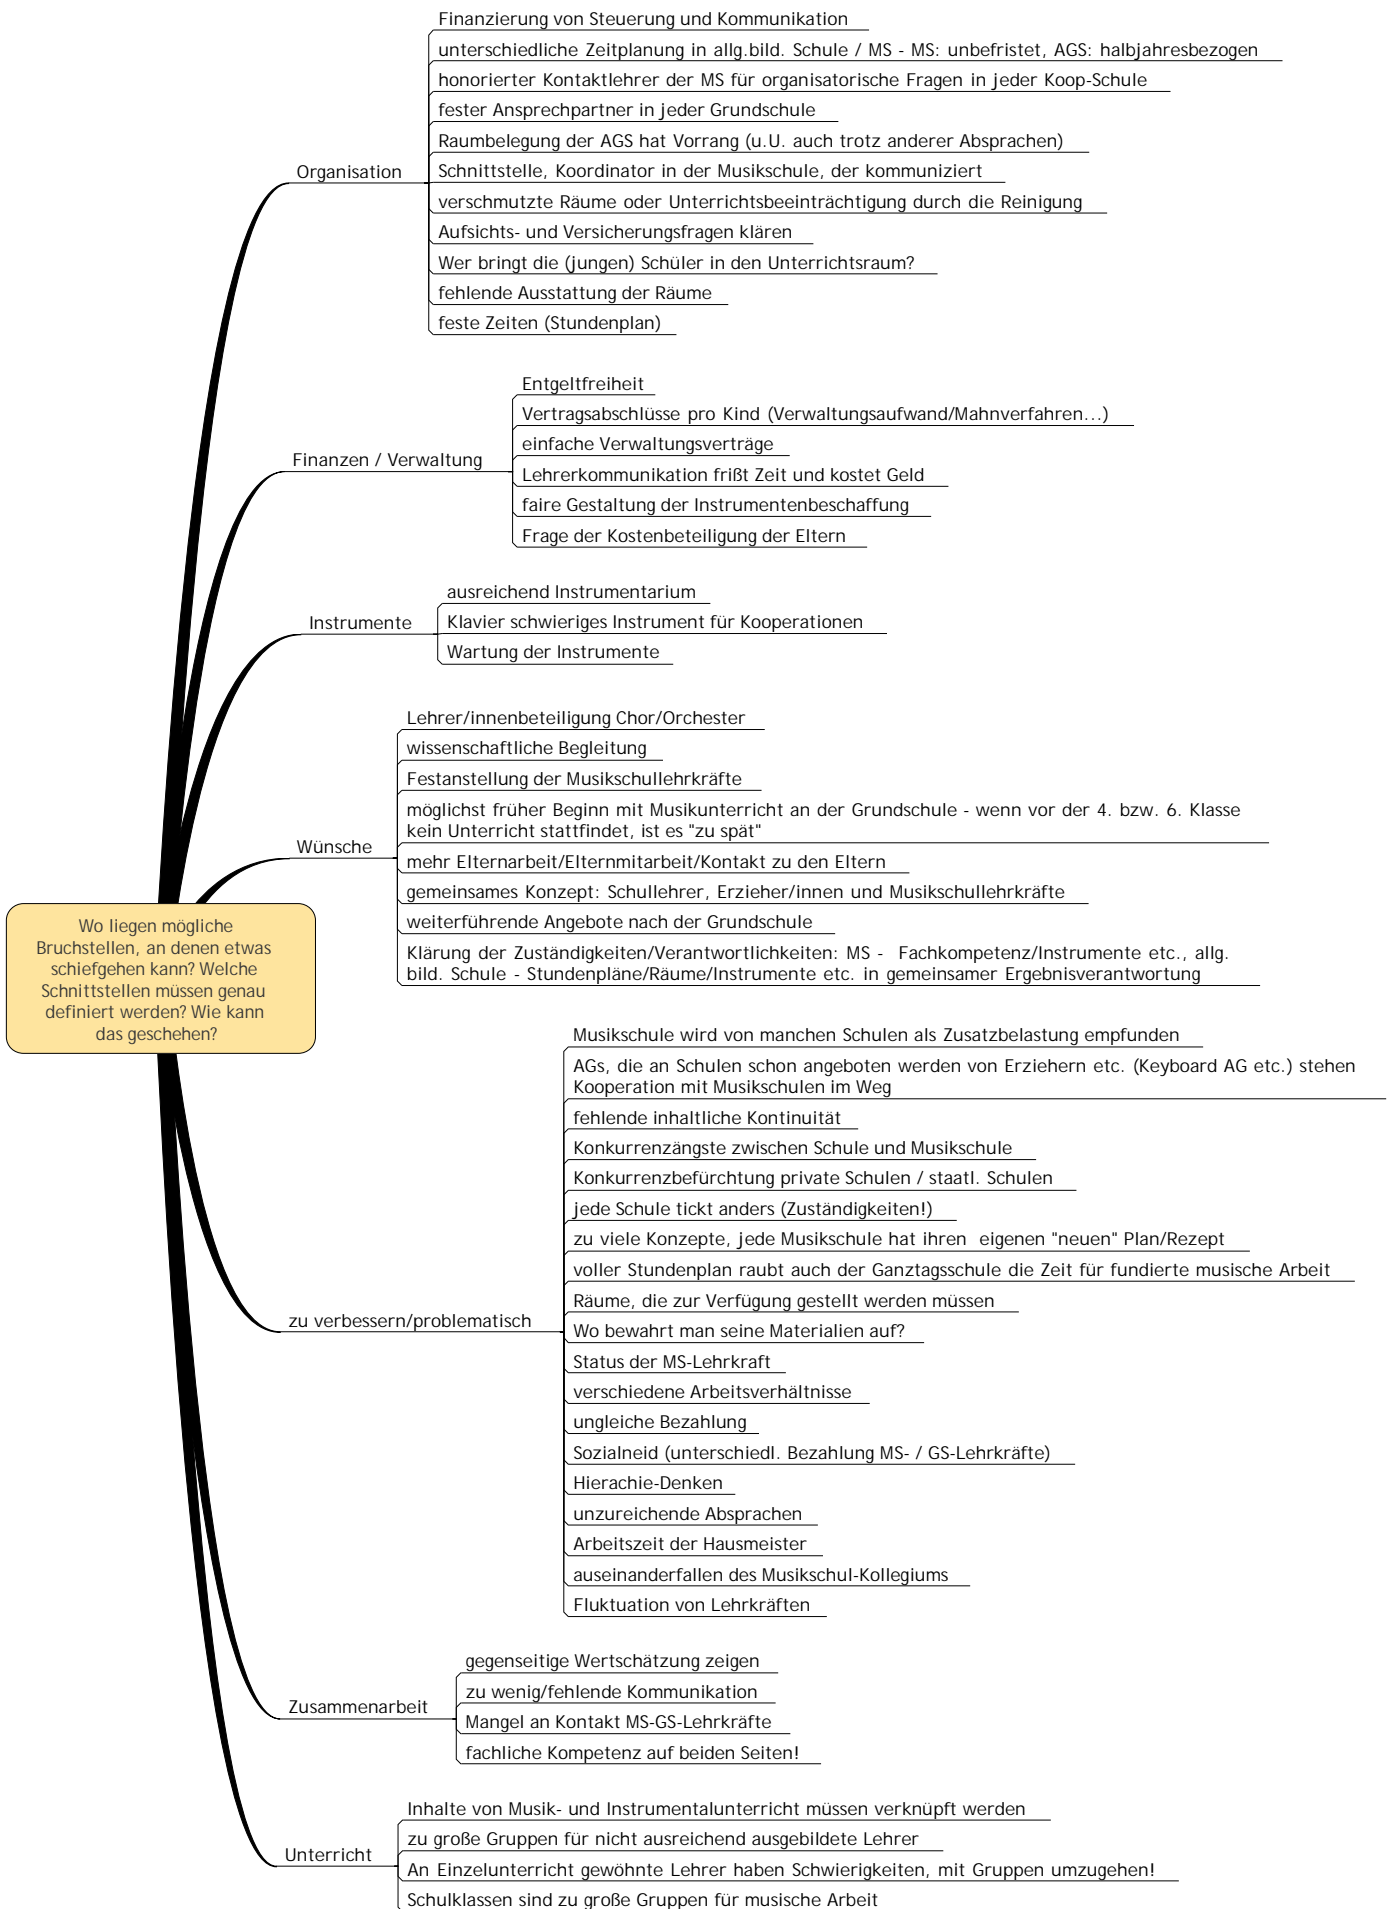 Wo liegen mögliche
Bruchstellen, an denen etwas
schiefgehen kann? Welche
Schnittstellen müssen genau
definiert werden? Wie kann
das geschehen?
Organisation
Finanzierung von Steuerung und Kommunikation
unterschiedliche Zeitplanung in allg.bild. Schule / MS - MS: unbefristet, AGS: halbjahresbezogen
honorierter Kontaktlehrer der MS für organisatorische Fragen in jeder Koop-Schule
fester Ansprechpartner in jeder Grundschule
Raumbelegung der AGS hat Vorrang (u.U. auch trotz anderer Absprachen)
Schnittstelle, Koordinator in der Musikschule, der kommuniziert
verschmutzte Räume oder Unterrichtsbeeinträchtigung durch die Reinigung
Aufsichts- und Versicherungsfragen klären
Wer bringt die (jungen) Schüler in den Unterrichtsraum?
fehlende Ausstattung der Räume
feste Zeiten (Stundenplan)
Finanzen / Verwaltung
Entgeltfreiheit
Vertragsabschlüsse pro Kind (Verwaltungsaufwand/Mahnverfahren...)
einfache Verwaltungsverträge
Lehrerkommunikation frißt Zeit und kostet Geld
faire Gestaltung der Instrumentenbeschaffung
Frage der Kostenbeteiligung der Eltern
Instrumente
ausreichend Instrumentarium
Klavier schwieriges Instrument für Kooperationen
Wartung der Instrumente
Wünsche
Lehrer/innenbeteiligung Chor/Orchester
wissenschaftliche Begleitung
Festanstellung der Musikschullehrkräfte
möglichst früher Beginn mit Musikunterricht an der Grundschule - wenn vor der 4. bzw. 6. Klasse
kein Unterricht stattfindet, ist es "zu spät"
mehr Elternarbeit/Elternmitarbeit/Kontakt zu den Eltern
gemeinsames Konzept: Schullehrer, Erzieher/innen und Musikschullehrkräfte
weiterführende Angebote nach der Grundschule
Klärung der Zuständigkeiten/Verantwortlichkeiten: MS - Fachkompetenz/Instrumente etc., allg.
bild. Schule - Stundenpläne/Räume/Instrumente etc. in gemeinsamer Ergebnisverantwortung
zu verbessern/problematisch
Musikschule wird von manchen Schulen als Zusatzbelastung empfunden
AGs, die an Schulen schon angeboten werden von Erziehern etc. (Keyboard AG etc.) stehen
Kooperation mit Musikschulen im Weg
fehlende inhaltliche Kontinuität
Konkurrenzängste zwischen Schule und Musikschule
Konkurrenzbefürchtung private Schulen / staatl. Schulen
jede Schule tickt anders (Zuständigkeiten!)
zu viele Konzepte, jede Musikschule hat ihren eigenen "neuen" Plan/Rezept
voller Stundenplan raubt auch der Ganztagsschule die Zeit für fundierte musische Arbeit
Räume, die zur Verfügung gestellt werden müssen
Wo bewahrt man seine Materialien auf?
Status der MS-Lehrkraft
verschiedene Arbeitsverhältnisse
ungleiche Bezahlung
Sozialneid (unterschiedl. Bezahlung MS- / GS-Lehrkräfte)
Hierachie-Denken
unzureichende Absprachen
Arbeitszeit der Hausmeister
auseinanderfallen des Musikschul-Kollegiums
Fluktuation von Lehrkräften
Zusammenarbeit
gegenseitige Wertschätzung zeigen
zu wenig/fehlende Kommunikation
Mangel an Kontakt MS-GS-Lehrkräfte
fachliche Kompetenz auf beiden Seiten!
Unterricht
Inhalte von Musik- und Instrumentalunterricht müssen verknüpft werden
zu große Gruppen für nicht ausreichend ausgebildete Lehrer
An Einzelunterricht gewöhnte Lehrer haben Schwierigkeiten, mit Gruppen umzugehen!
Schulklassen sind zu große Gruppen für musische Arbeit